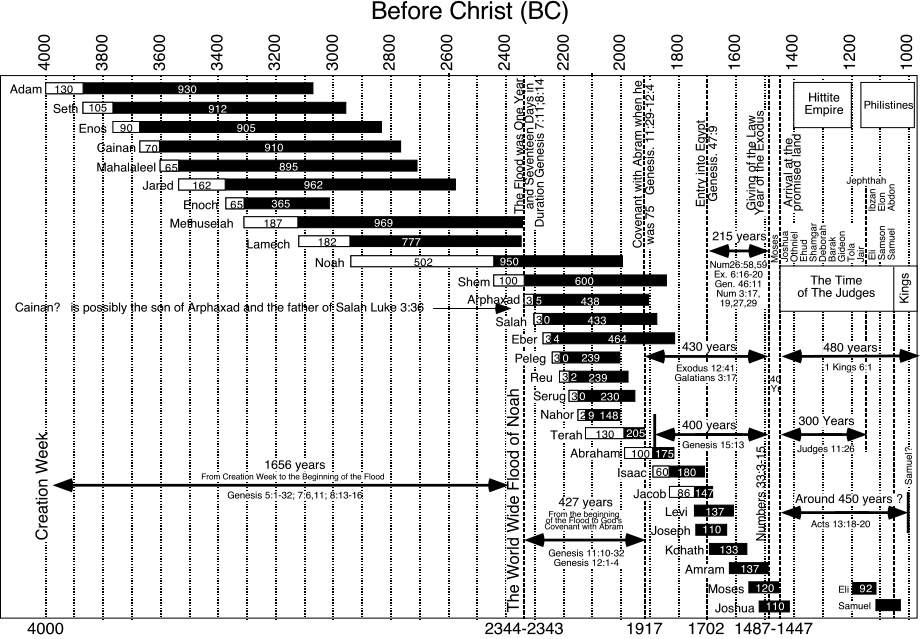 Before Christ (BC)
4000 3800 3600 3400 3200 3000 2800 2600 2400 2200 2000 1800 1600 1400 1200 1000 BC
Adam 130 930
Seth 105 912
Enos 90 905
Cainan 70 910
Mahalaleel 65 895
Jared 162 962
Enoch 65 365
Methuselah 187 969
Lamech 182 777
Noah 502 950
Shem 100 600
Arphaxad 35 438
Cainan? is possibly the son of Arphaxad and the father of Salah Luke 3:36
Salah 30 433
Eber 34 464
Peleg 30 239
Reu 32 239
Serug 30 230
Nahor 29 148
Terah 130 205
Abraham 100 175
Isaac 60 180
Jacob 86 147
Levi 137
Joseph 110
Kohath 133
Amram 137
Moses 120
Joshua 110
Eli 92
Samuel
The Flood was One Year
and Seventeen Days in
Duration Genesis 7:11;8:14
Covenant with Abram when he
was 75 Genesis. 11:29-12:4
Entry into Egypt
Genesis. 47:9
Giving of the Law
Year of the Exodus
Arrival at the
promised land
Hittite
Empire
Philistines
Jephthah
Ibzan
Elon
Abdon
Moses
Joshua
Othniel
Ehud
Shamgar
Deborah
Barak
Gideon
Tola
Jair
Eli
Samson
Samuel
215 years
Num26:58,59
Ex. 6:16-20
Gen. 46:11
Num 3:17,
19,27,29
The Time
of The Judges
Kings
430 years
Exodus 12:41
Galatians 3:17
480 years
1 Kings 6:1
40
Yr
400 years
Genesis 15:13
300 Years
Judges 11:26
Numbers 33:3-15
Samuel?
Around 450 years ?
Acts 13:18-20
Creation Week
1656 years
From Creation Week to the Beginning of the Flood
Genesis 5:1-32; 7:6,11; 8:13-16
The World Wide Flood of Noah
427 years
From the beginning
of the Flood to God's
Covenant with Abram
Genesis 11:10-32
Genesis 12:1-4
4000 2344-2343 1917 1702 1487-1447